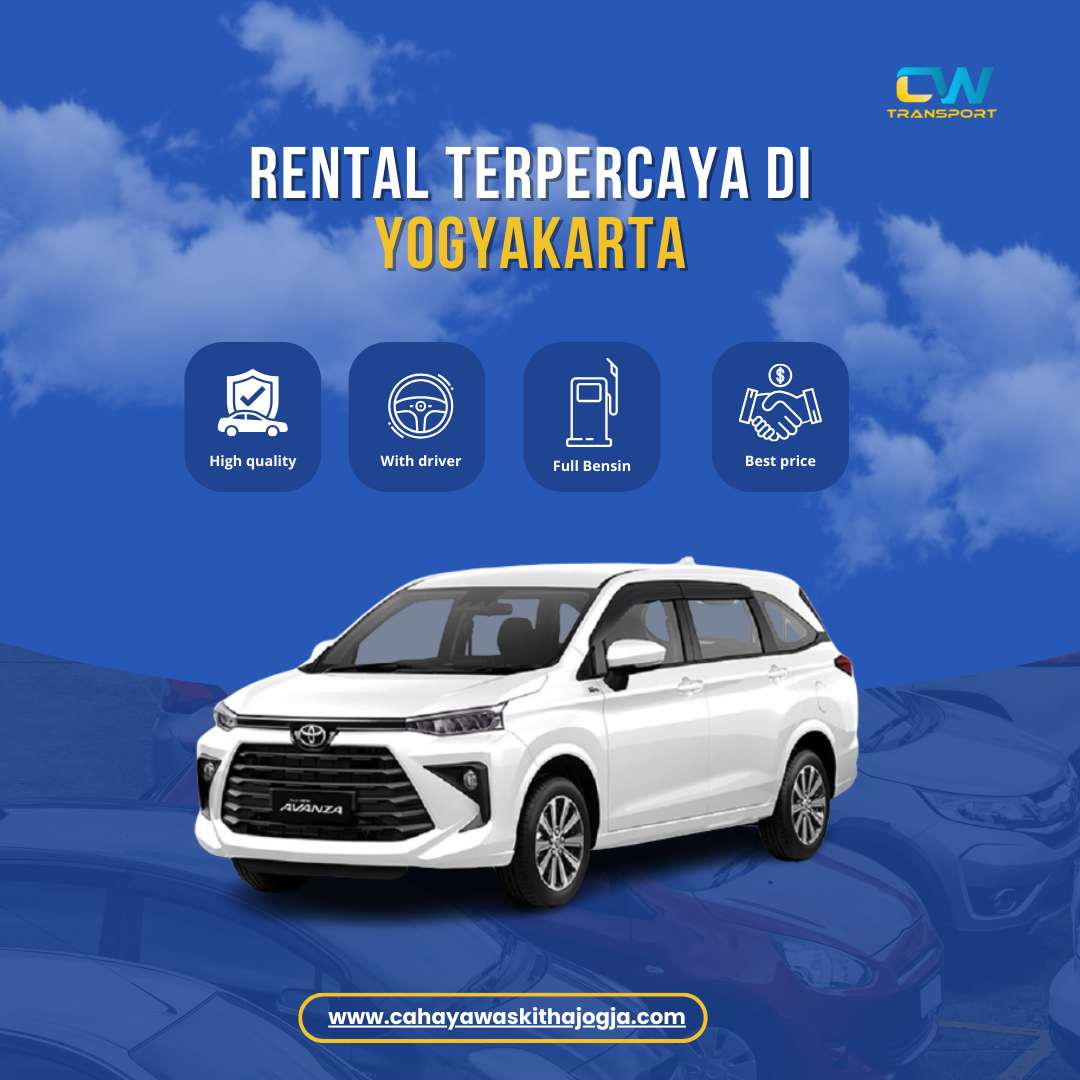 CW
TRANSPORT
RENTAL TERPERCAYA DI
YOGYAKARTA
High quality
With driver
Full Bensin
Best price
AVANZA
www.cahayawaskithajogja.com